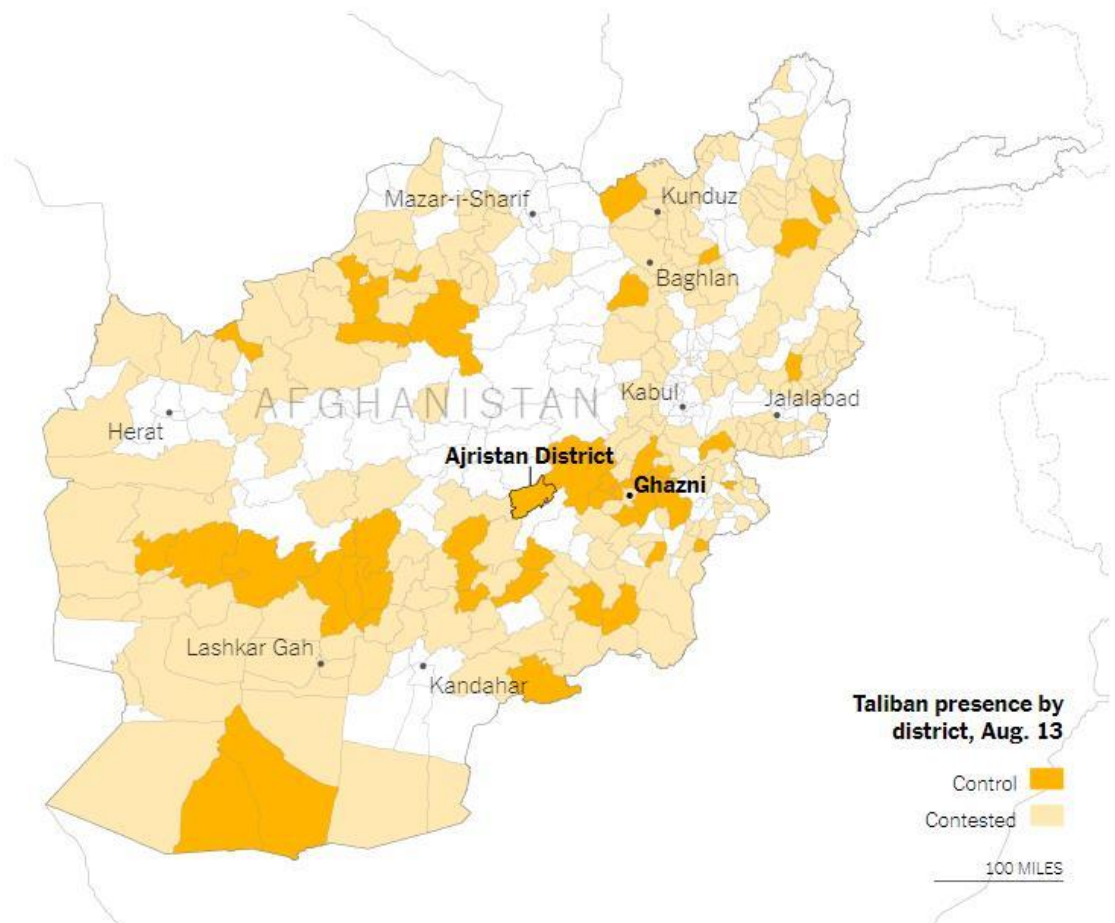 Mazar-i-Sharif
Kunduz
Baghlan
AFGHANISTAN
Kabul
Jalalabad
Herat
Ajristan District
Ghazni
Lashkar Gah
Kandahar
Taliban presence by
district, Aug. 13
Control
Contested
100 MILES